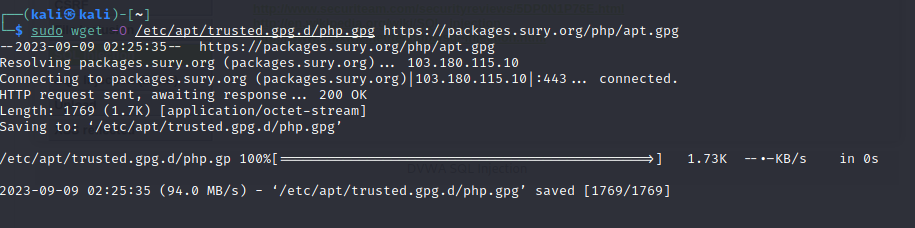 ┌──(kali㉿kali)-[~]
└─$ sudo wget -O /etc/apt/trusted.gpg.d/php.gpg https://packages.sury.org/php/apt.gpg
--2023-09-09 02:25:35-- https://packages.sury.org/php/apt.gpg
Resolving packages.sury.org (packages.sury.org)... 103.180.115.10
Connecting to packages.sury.org (packages.sury.org)|103.180.115.10|:443... connected.
HTTP request sent, awaiting response... 200 OK
Length: 1769 (1.7K) [application/octet-stream]
Saving to: ‘/etc/apt/trusted.gpg.d/php.gpg’
/etc/apt/trusted.gpg.d/php.gp 100%[===================================================>] 1.73K --.-KB/s in 0s
2023-09-09 02:25:35 (94.0 MB/s) - ‘/etc/apt/trusted.gpg.d/php.gpg’ saved [1769/1769]